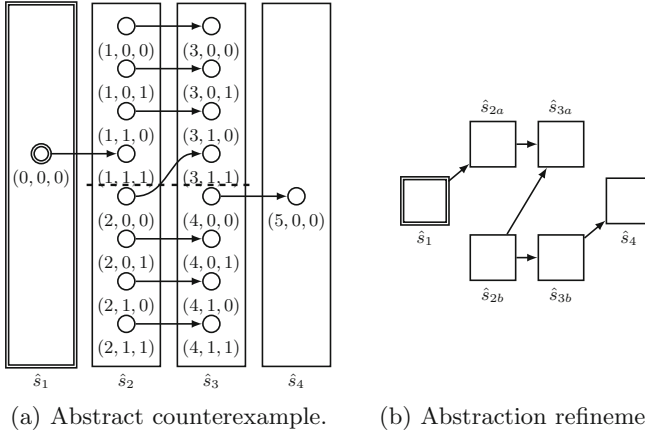 (1, 0, 0) (3, 0, 0)
(1, 0, 1) (3, 0, 1)
(1, 1, 0) (3, 1, 0)
(0, 0, 0) (1, 1, 1) (3, 1, 1)
(2, 0, 0) (4, 0, 0) (5, 0, 0)
(2, 0, 1) (4, 0, 1)
(2, 1, 0) (4, 1, 0)
(2, 1, 1) (4, 1, 1)
ŝ1 ŝ2 ŝ3 ŝ4
(a) Abstract counterexample.
ŝ2a ŝ3a
ŝ1 ŝ4
ŝ2b ŝ3b
(b) Abstraction refineme